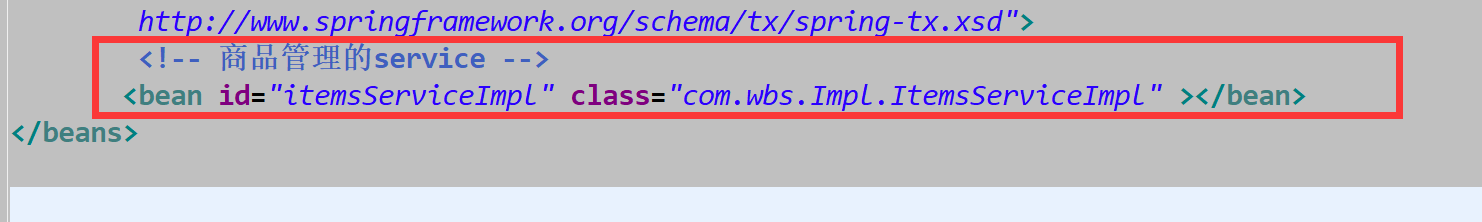 http://www.springframework.org/schema/tx/spring-tx.xsd">
<!-- 商品管理的service -->
<bean id="itemsServiceImpl" class="com.wbs.Impl.ItemsServiceImpl" ></bean>
</beans>